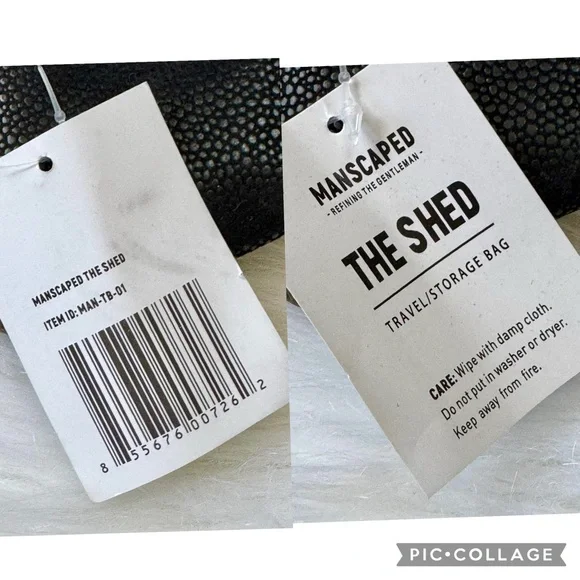 MANSCAPED THE SHED
ITEM ID: MAN-TB-01
8 55676 00726 2
MANSCAPED
- REFINING THE GENTLEMAN -
THE SHED
TRAVEL/STORAGE BAG
CARE: Wipe with damp cloth.
Do not put in washer or dryer.
Keep away from fire.
PIC•COLLAGE